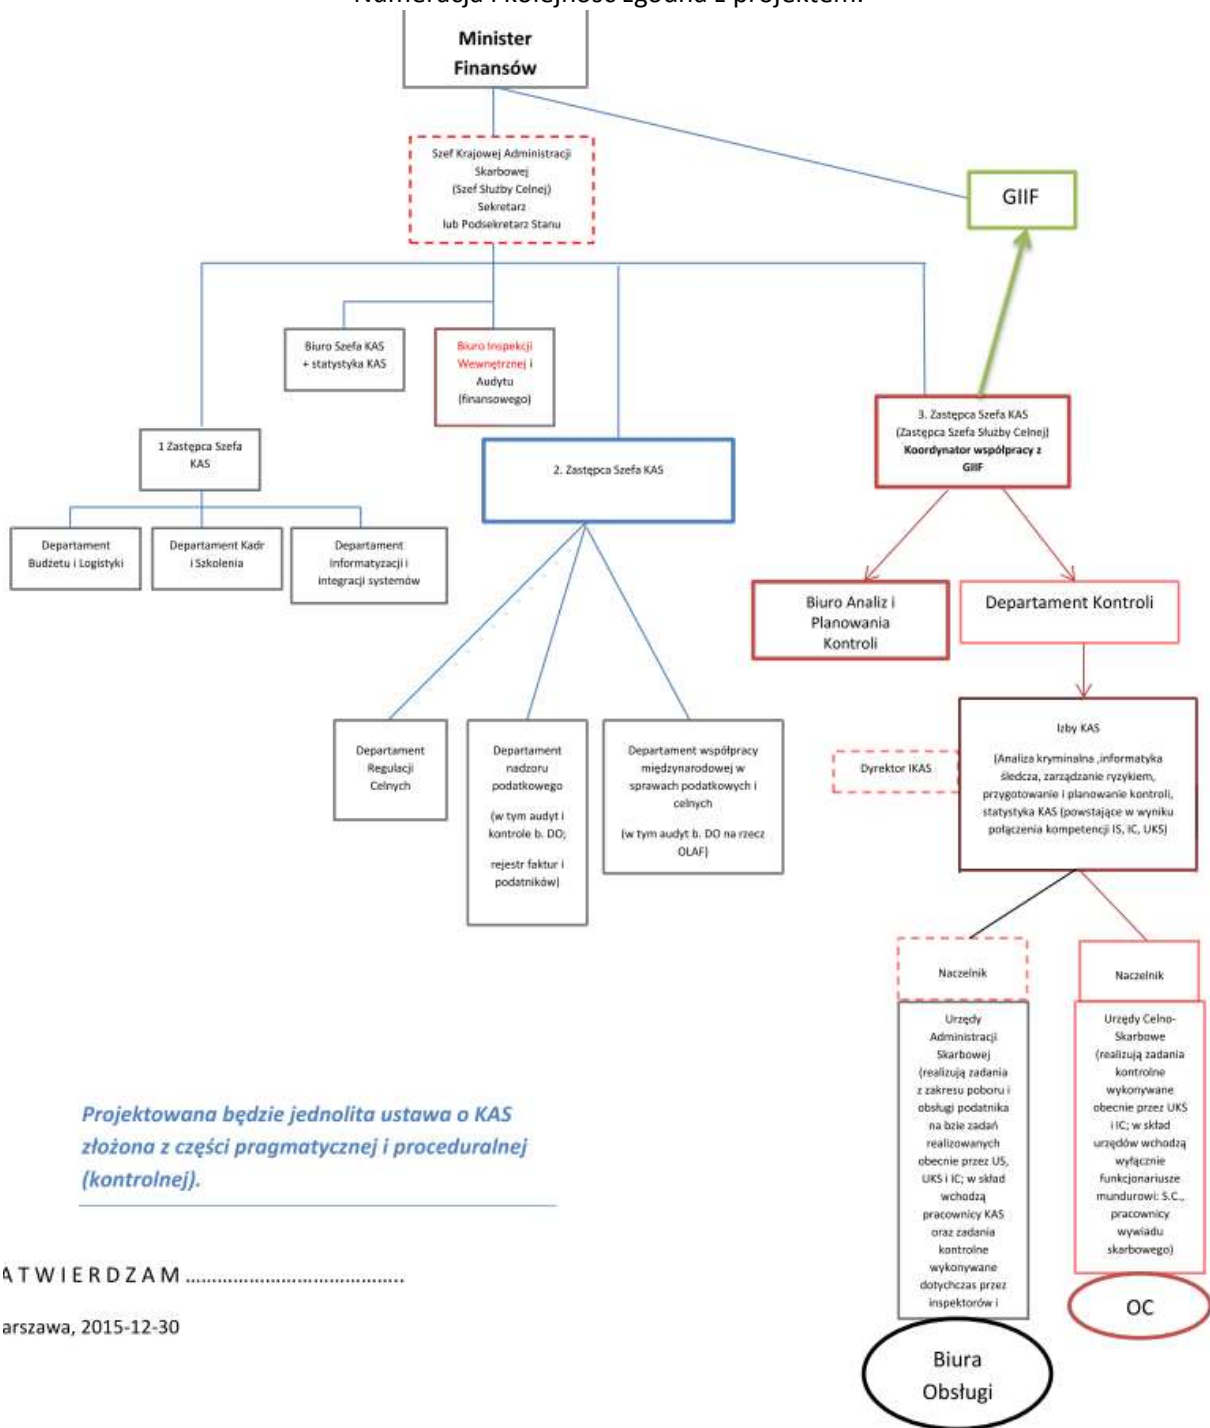 Numeracja i kolejność zgodna z projektem.
Minister
Finansów
Szef Krajowej Administracji
Skarbowej
(Szef Służby Celnej)
Sekretarz
lub Podsekretarz Stanu
GIIF
Biuro Szefa KAS
+ statystyka KAS
Biuro Inspekcji
Wewnętrznej i
Audytu
(finansowego)
1 Zastępca Szefa
KAS
2. Zastępca Szefa KAS
3. Zastępca Szefa KAS
(Zastępca Szefa Służby Celnej)
Koordynator współpracy z
GIIF
Departament
Budżetu i Logistyki
Departament Kadr
i Szkolenia
Departament
Informatyzacji i
integracji systemów
Biuro Analiz i
Planowania
Kontroli
Departament Kontroli
Departament
Regulacji
Celnych
Departament
nadzoru
podatkowego
(w tym audyt i
kontrole b. DO;
rejestr faktur i
podatników)
Departament współpracy
międzynarodowej w
sprawach podatkowych i
celnych
(w tym audyt b. DO na rzecz
OLAF)
Dyrektor IKAS
Izby KAS
(Analiza kryminalna ,informatyka
śledcza, zarządzanie ryzykiem,
przygotowanie i planowanie kontroli,
statystyka KAS (powstające w wyniku
połączenia kompetencji IS, IC, UKS)
Naczelnik
Urzędy
Administracji
Skarbowej
(realizują zadania
z zakresu poboru i
obsługi podatnika
na bzie zadań
realizowanych
obecnie przez US,
UKS i IC; w skład
wchodzą
pracownicy KAS
oraz zadania
kontrolne
wykonywane
dotychczas przez
inspektorów i
Biura
Obsługi
Naczelnik
Urzędy Celno-
Skarbowe
(realizują zadania
kontrolne
wykonywane
obecnie przez UKS
i IC; w skład
urzędów wchodzą
wyłącznie
funkcjonariusze
mundurowi: S.C.,
pracownicy
wywiadu
skarbowego)
OC
Projektowana będzie jednolita ustawa o KAS
złożona z części pragmatycznej i proceduralnej
(kontrolnej).
A T W I E R D Z A M …………………………………..
arszawa, 2015-12-30